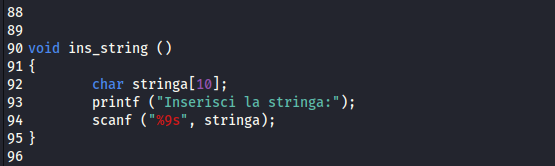 88
89
90 void ins_string ()
91 {
92 char stringa[10];
93 printf ("Inserisci la stringa:");
94 scanf ("%9s", stringa);
95 }
96